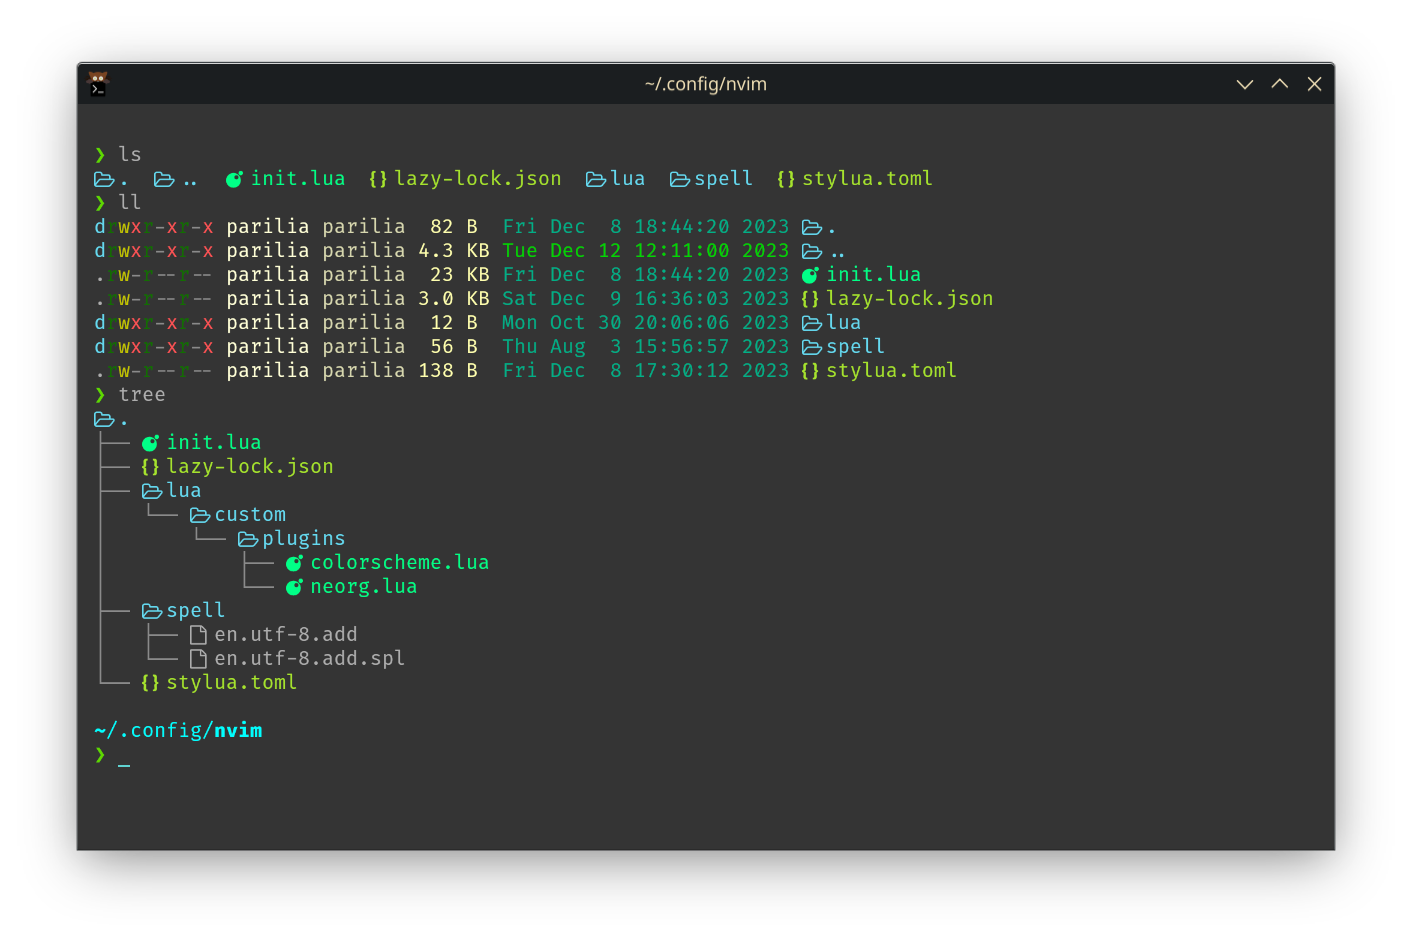 ~/.config/nvim
❯ ls
. .. init.lua {} lazy-lock.json lua spell {} stylua.toml
❯ ll
drwxr-xr-x parilia parilia 82 B Fri Dec 8 18:44:20 2023 .
drwxr-xr-x parilia parilia 4.3 KB Tue Dec 12 12:11:00 2023 ..
.rw-r--r-- parilia parilia 23 KB Fri Dec 8 18:44:20 2023 init.lua
.rw-r--r-- parilia parilia 3.0 KB Sat Dec 9 16:36:03 2023 {} lazy-lock.json
drwxr-xr-x parilia parilia 12 B Mon Oct 30 20:06:06 2023 lua
drwxr-xr-x parilia parilia 56 B Thu Aug 3 15:56:57 2023 spell
.rw-r--r-- parilia parilia 138 B Fri Dec 8 17:30:12 2023 {} stylua.toml
❯ tree
.
├── init.lua
├── {} lazy-lock.json
├── lua
│   └── custom
│       └── plugins
│           ├── colorscheme.lua
│           └── neorg.lua
├── spell
│   ├── en.utf-8.add
│   └── en.utf-8.add.spl
└── {} stylua.toml
~/.config/nvim
❯ _